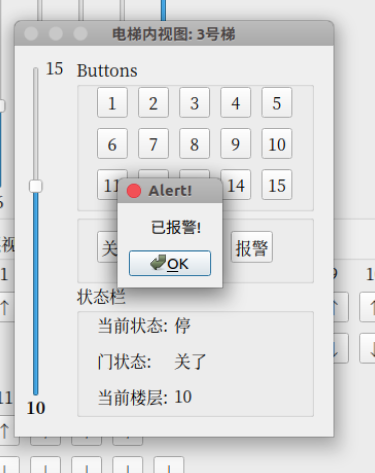 电梯内视图: 3号梯
15
Buttons
1 2 3 4 5
6 7 8 9 10
11 14 15
Alert!
已报警!
OK
关 报警
状态栏
当前状态: 停
门状态: 关了
当前楼层: 10
10
5
视
1
9 1
↑ ↑ ↑
↓ ↓
11
↑
↓ ↓ ↓ ↓